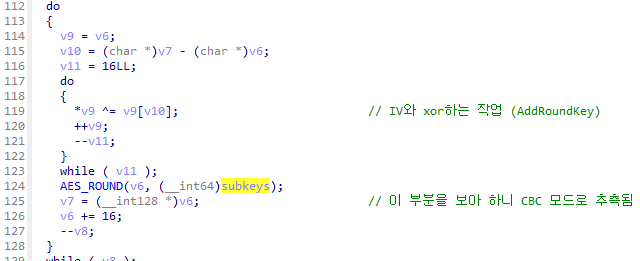 112 do
113 {
114 v9 = v6;
115 v10 = (char *)v7 - (char *)v6;
116 v11 = 16LL;
117 do
118 {
119 *v9 ^= v9[v10]; // IV와 xor하는 작업 (AddRoundKey)
120 ++v9;
121 --v11;
122 }
123 while ( v11 );
124 AES_ROUND(v6, (__int64)subkeys);
125 v7 = (__int128 *)v6; // 이 부분을 보아 하니 CBC 모드로 추측됨
126 v6 += 16;
127 --v8;
128 }
129 while ( v8 );